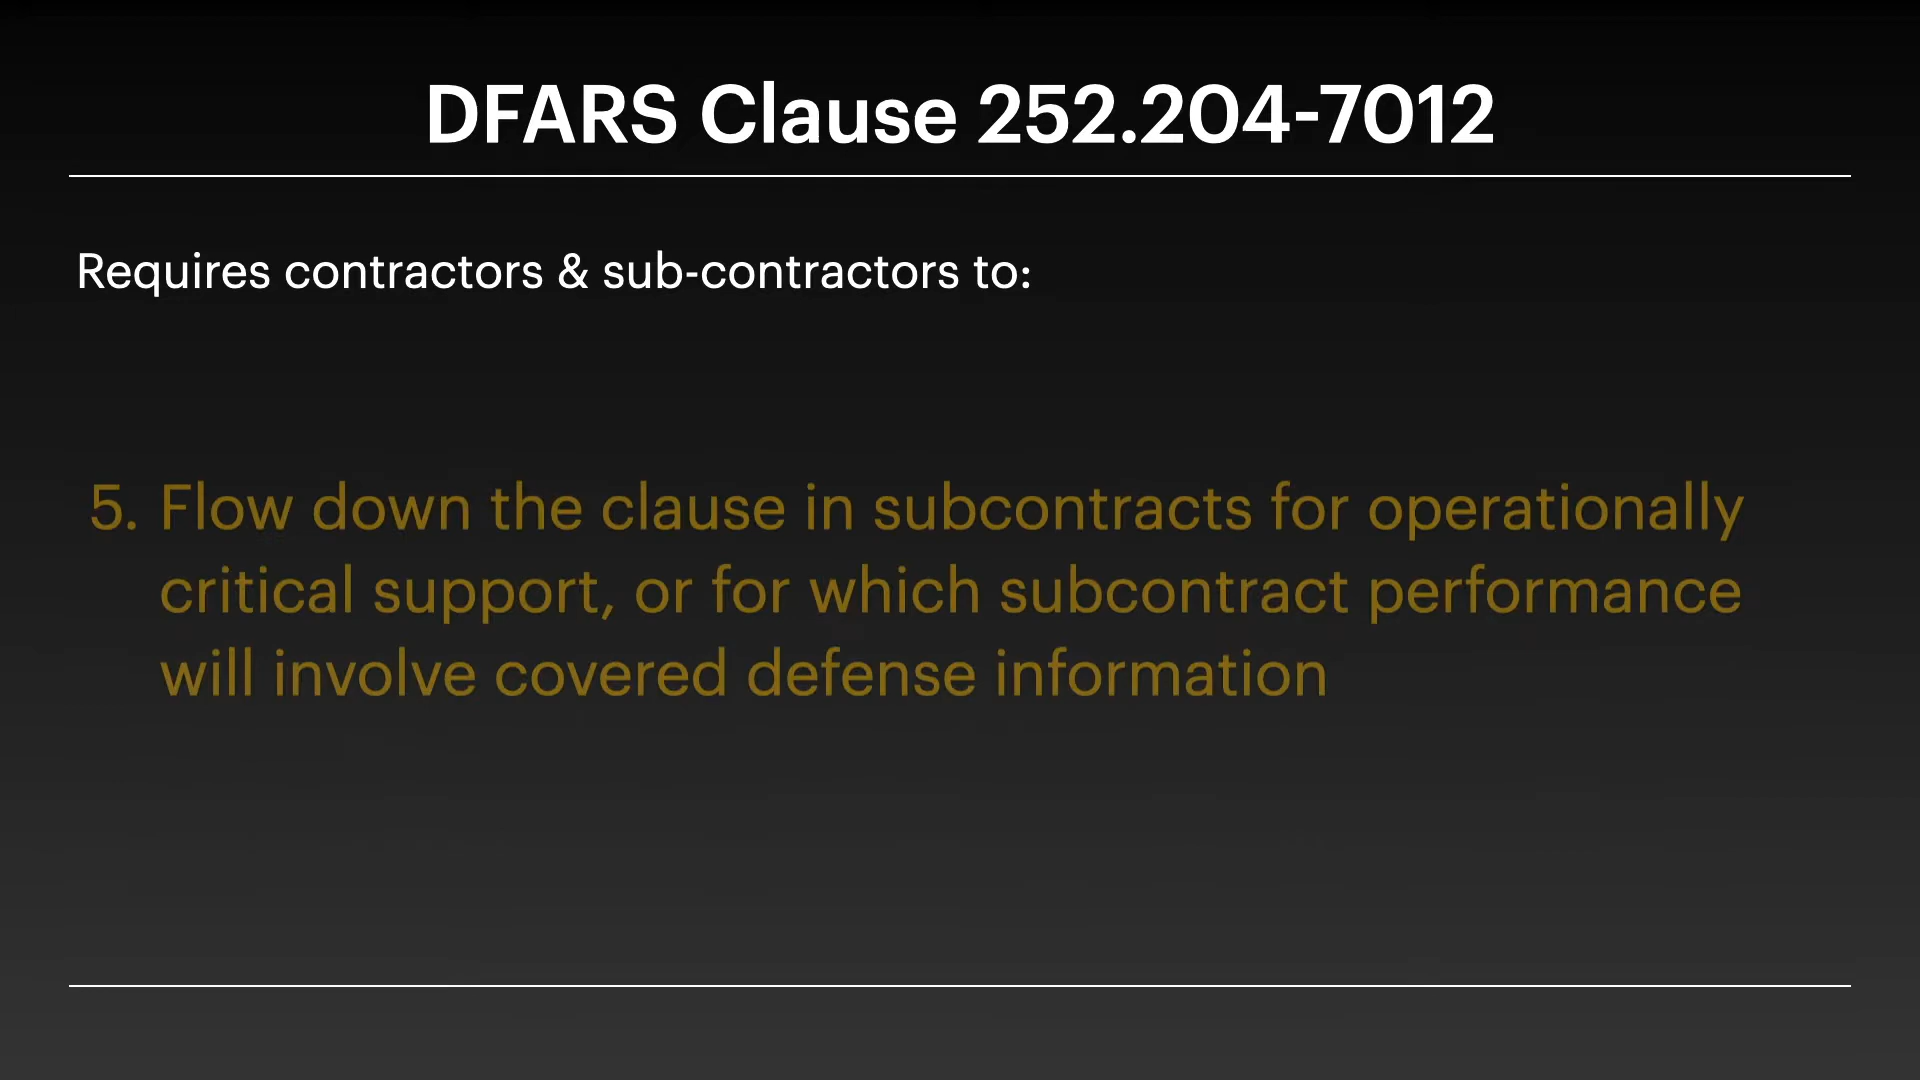 DFARS Clause 252.204-7012
Requires contractors & sub-contractors to:
5. Flow down the clause in subcontracts for operationally
critical support, or for which subcontract performance
will involve covered defense information